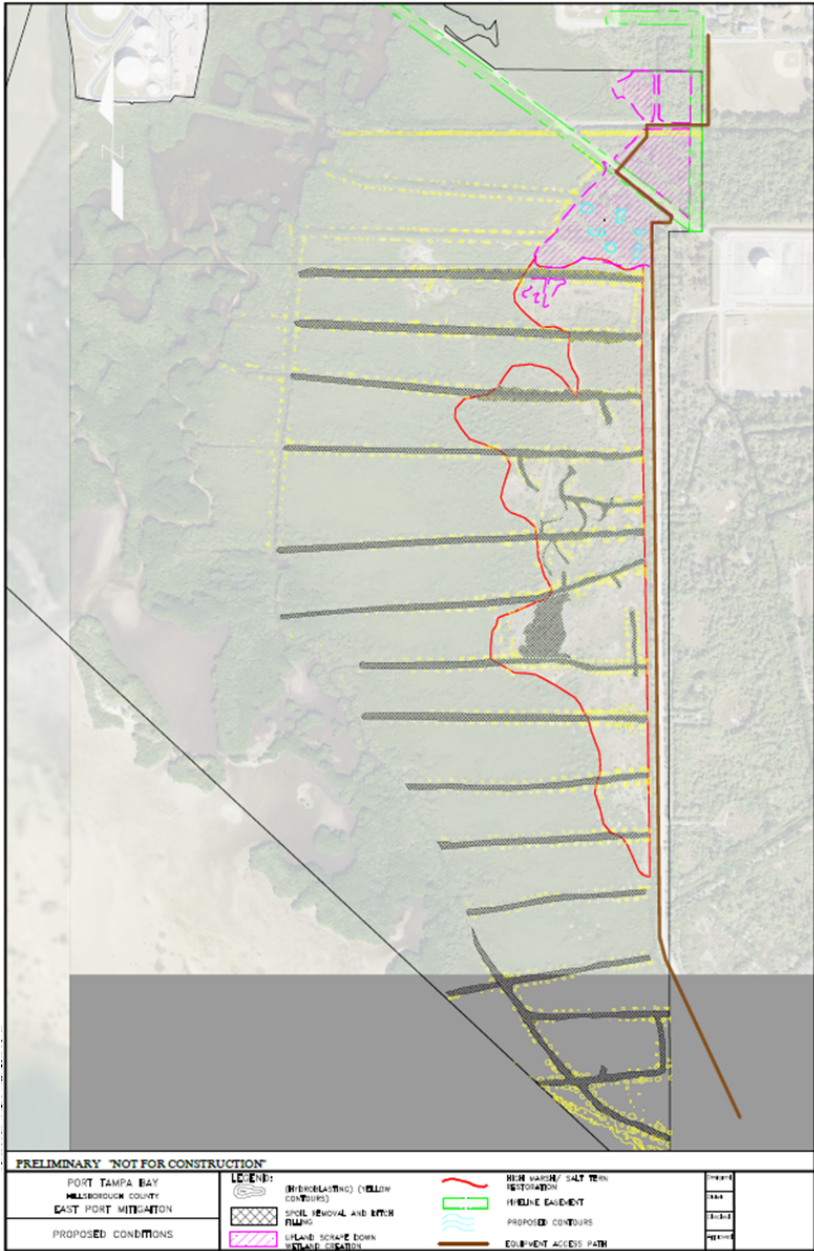 PRELIMINARY "NOT FOR CONSTRUCTION"
PORT TAMPA BAY
HILLSBOROUGH COUNTY
EAST PORT MITIGATION
PROPOSED CONDITIONS
LEGEND:
(HYDROBLASTING) (YELLOW
CONTOURS)
SPOIL REMOVAL AND DITCH
FILLING
UPLAND SCRAPE DOWN
WETLAND CREATION
HIGH MARSH/ SALT TERN
RESTORATION
PIPELINE EASEMENT
PROPOSED CONTOURS
EQUIPMENT ACCESS PATH